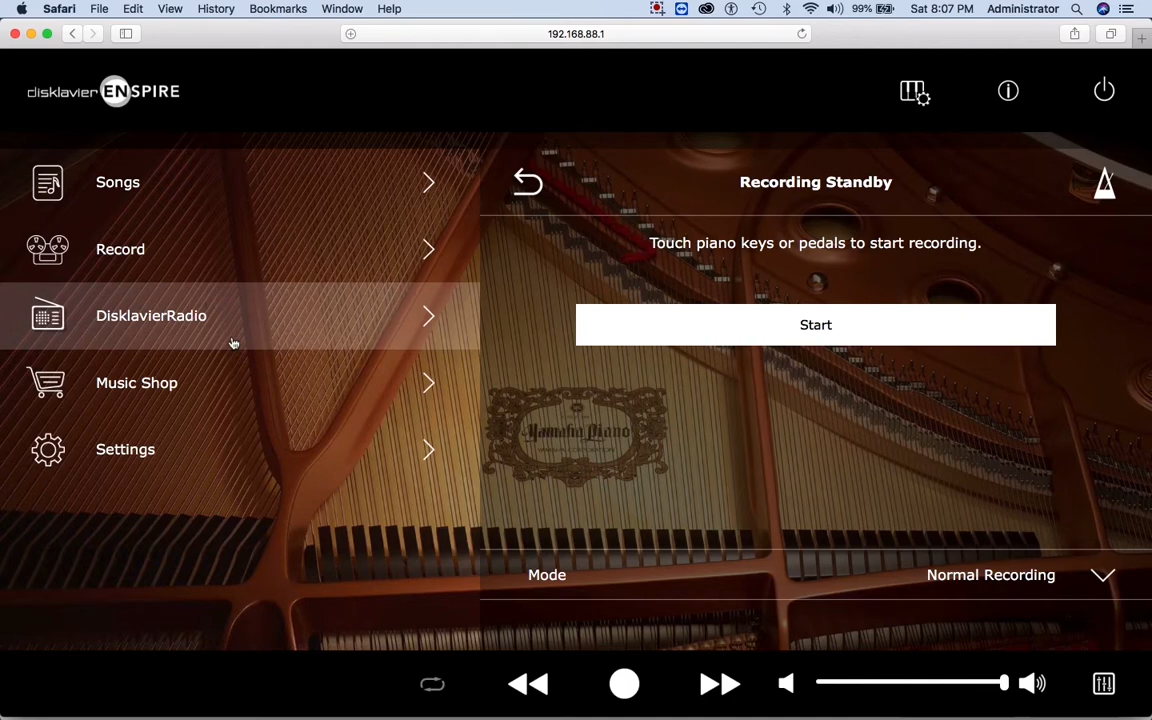 Safari File Edit View History Bookmarks Window Help 99% Sat 8:07 PM Administrator
192.168.88.1
disklavier ENSPIRE
Songs
Record
DisklavierRadio
Music Shop
Settings
Recording Standby
Touch piano keys or pedals to start recording.
Start
Yamaha Piano
Mode Normal Recording